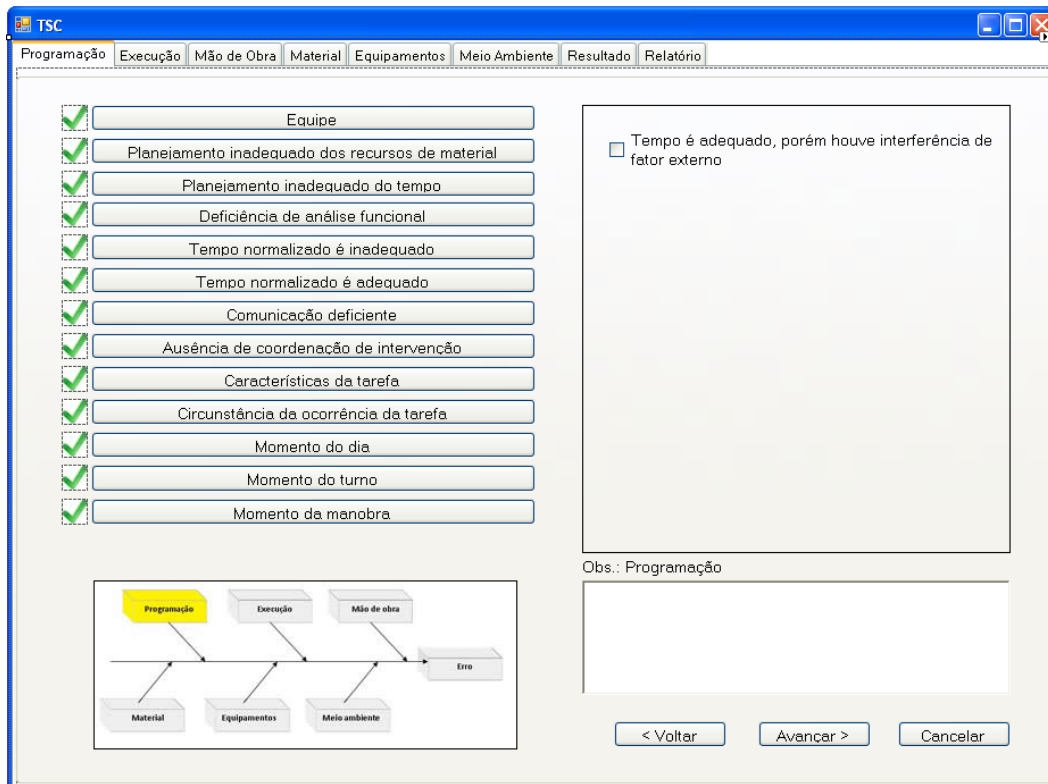 TSC
Programação
Execução
Mão de Obra
Material
Equipamentos
Meio Ambiente
Resultado
Relatório
Equipe
Planejamento inadequado dos recursos de material
Planejamento inadequado do tempo
Deficiência de análise funcional
Tempo normalizado é inadequado
Tempo normalizado é adequado
Comunicação deficiente
Ausência de coordenação de intervenção
Características da tarefa
Circunstância da ocorrência da tarefa
Momento do dia
Momento do turno
Momento da manobra
Tempo é adequado, porém houve interferência de
fator externo
Obs.: Programação
Programação
Execução
Mão de obra
Erro
Material
Equipamentos
Meio ambiente
< Voltar
Avançar >
Cancelar